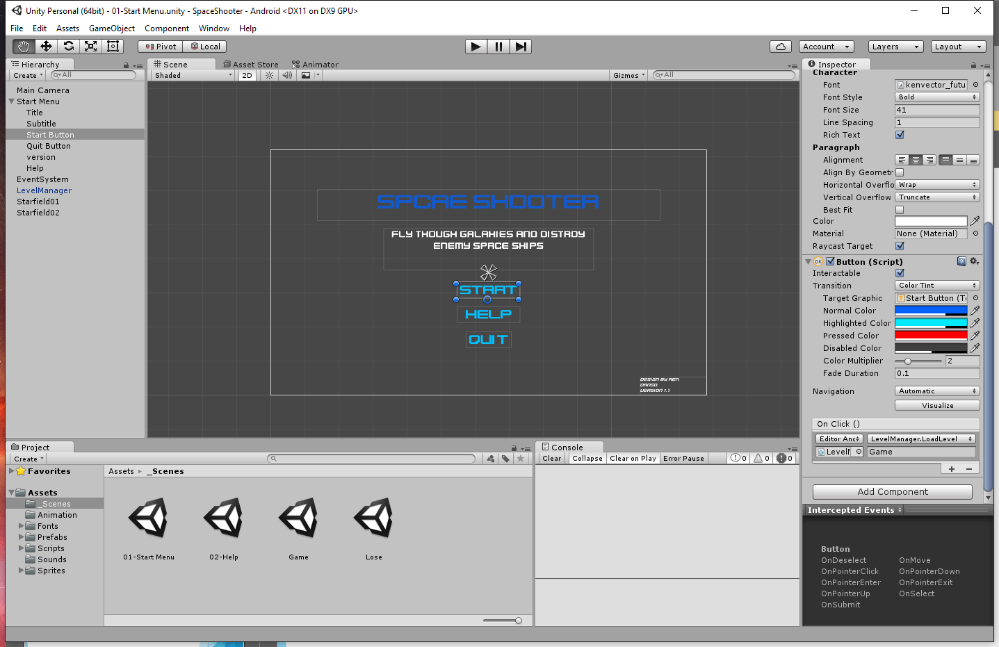 Unity Personal (64bit) - 01-Start Menu.unity - SpaceShooter - Android <DX11 on DX9 GPU>
File Edit Assets GameObject Component Window Help
Pivot Local Account Layers Layout
Hierarchy
Create All
Main Camera
Start Menu
Title
Subtitle
Start Button
Quit Button
version
Help
EventSystem
LevelManager
Starfield01
Starfield02
Scene Asset Store Animator
Shaded 2D Gizmos All
SPCAE SHOOTER
FLY THOUGH GALAXIES AND DISTROY
ENEMY SPACE SHIPS
START
HELP
QUIT
DESIGN BY REN
DANGO
VERSION 1.1
Inspector
Character
Font kenvector_futu
Font Style Bold
Font Size 41
Line Spacing 1
Rich Text
Paragraph
Alignment
Align By Geometr
Horizontal Overflo Wrap
Vertical Overflow Truncate
Best Fit
Color
Material None (Material)
Raycast Target
Button (Script)
Interactable
Transition Color Tint
Target Graphic Start Button (T
Normal Color
Highlighted Color
Pressed Color
Disabled Color
Color Multiplier 2
Fade Duration 0.1
Navigation Automatic
Visualize
On Click ()
Editor And LevelManager.LoadLevel
Level Game
+ −
Add Component
Intercepted Events
Button
OnDeselect OnMove
OnPointerClick OnPointerDown
OnPointerEnter OnPointerExit
OnPointerUp OnSelect
OnSubmit
Project
Create
Favorites
Assets
_Scenes
Animation
Fonts
Prefabs
Scripts
Sounds
Sprites
Assets ▸ _Scenes
01-Start Menu 02-Help Game Lose
Console
Clear Collapse Clear on Play Error Pause 0 0 0